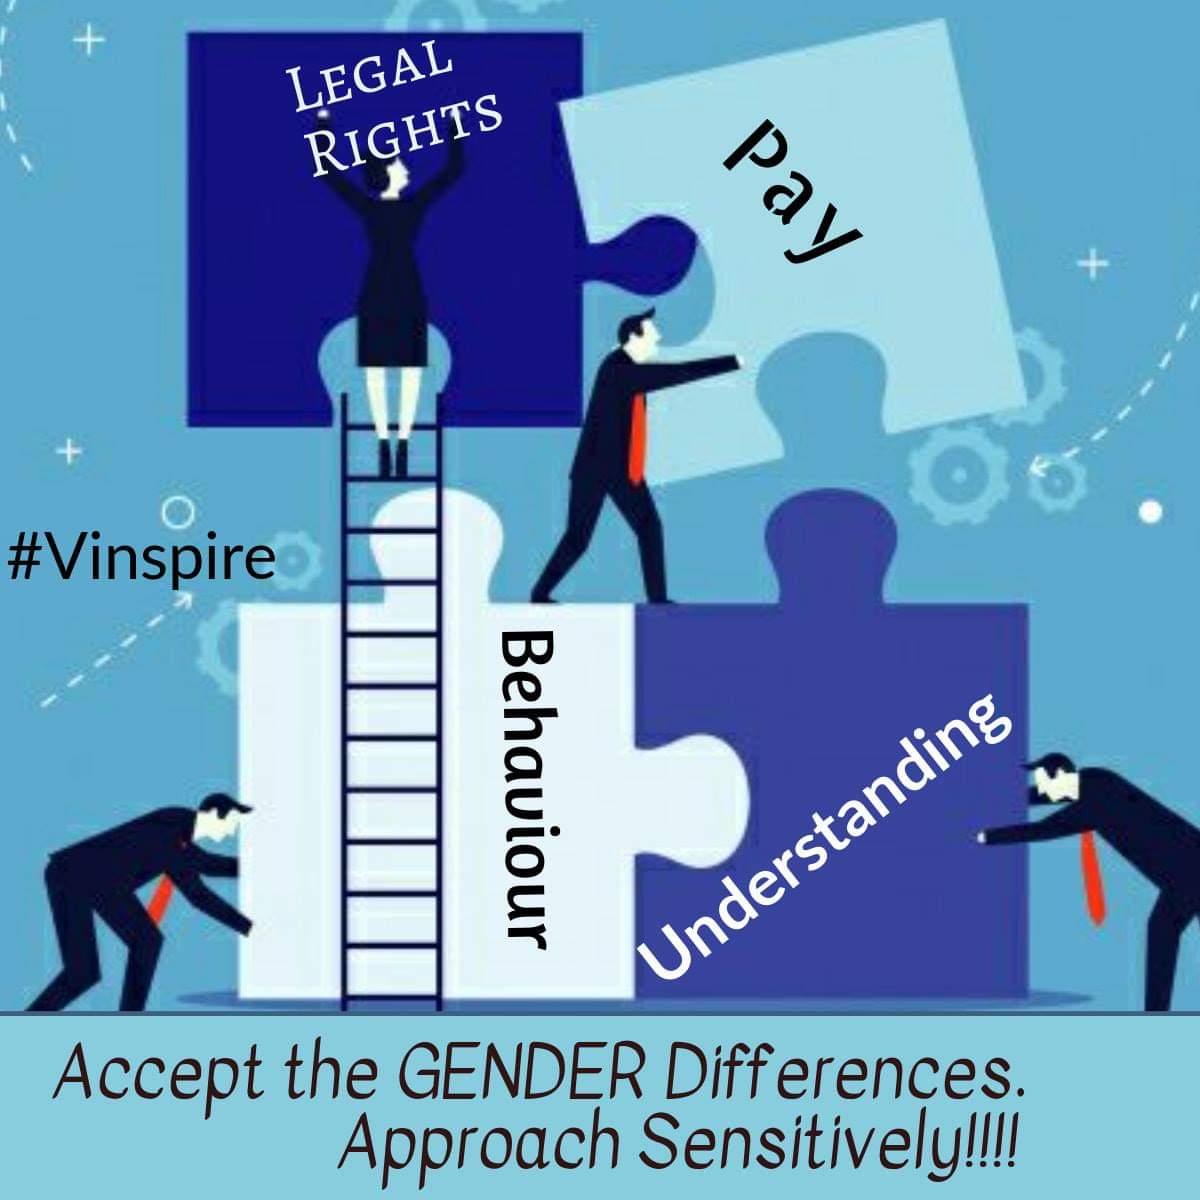 Legal
Rights
Pay
#Vinspire
Behaviour
Understanding
Accept the GENDER Differences.
Approach Sensitively!!!!